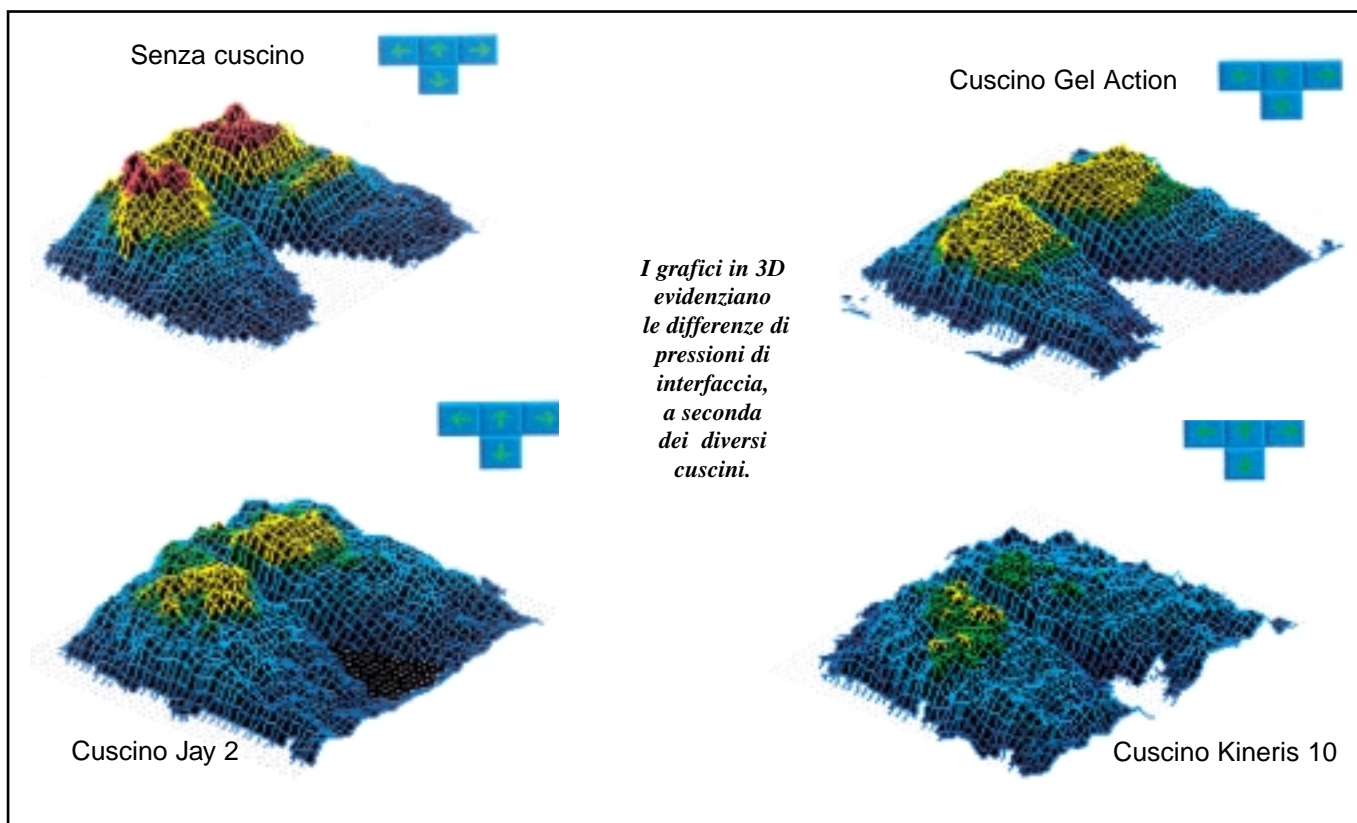 Senza cuscino
Cuscino Gel Action
I grafici in 3D
evidenziano
le differenze di
pressioni di
interfaccia,
a seconda
dei diversi
cuscini.
Cuscino Jay 2
Cuscino Kineris 10